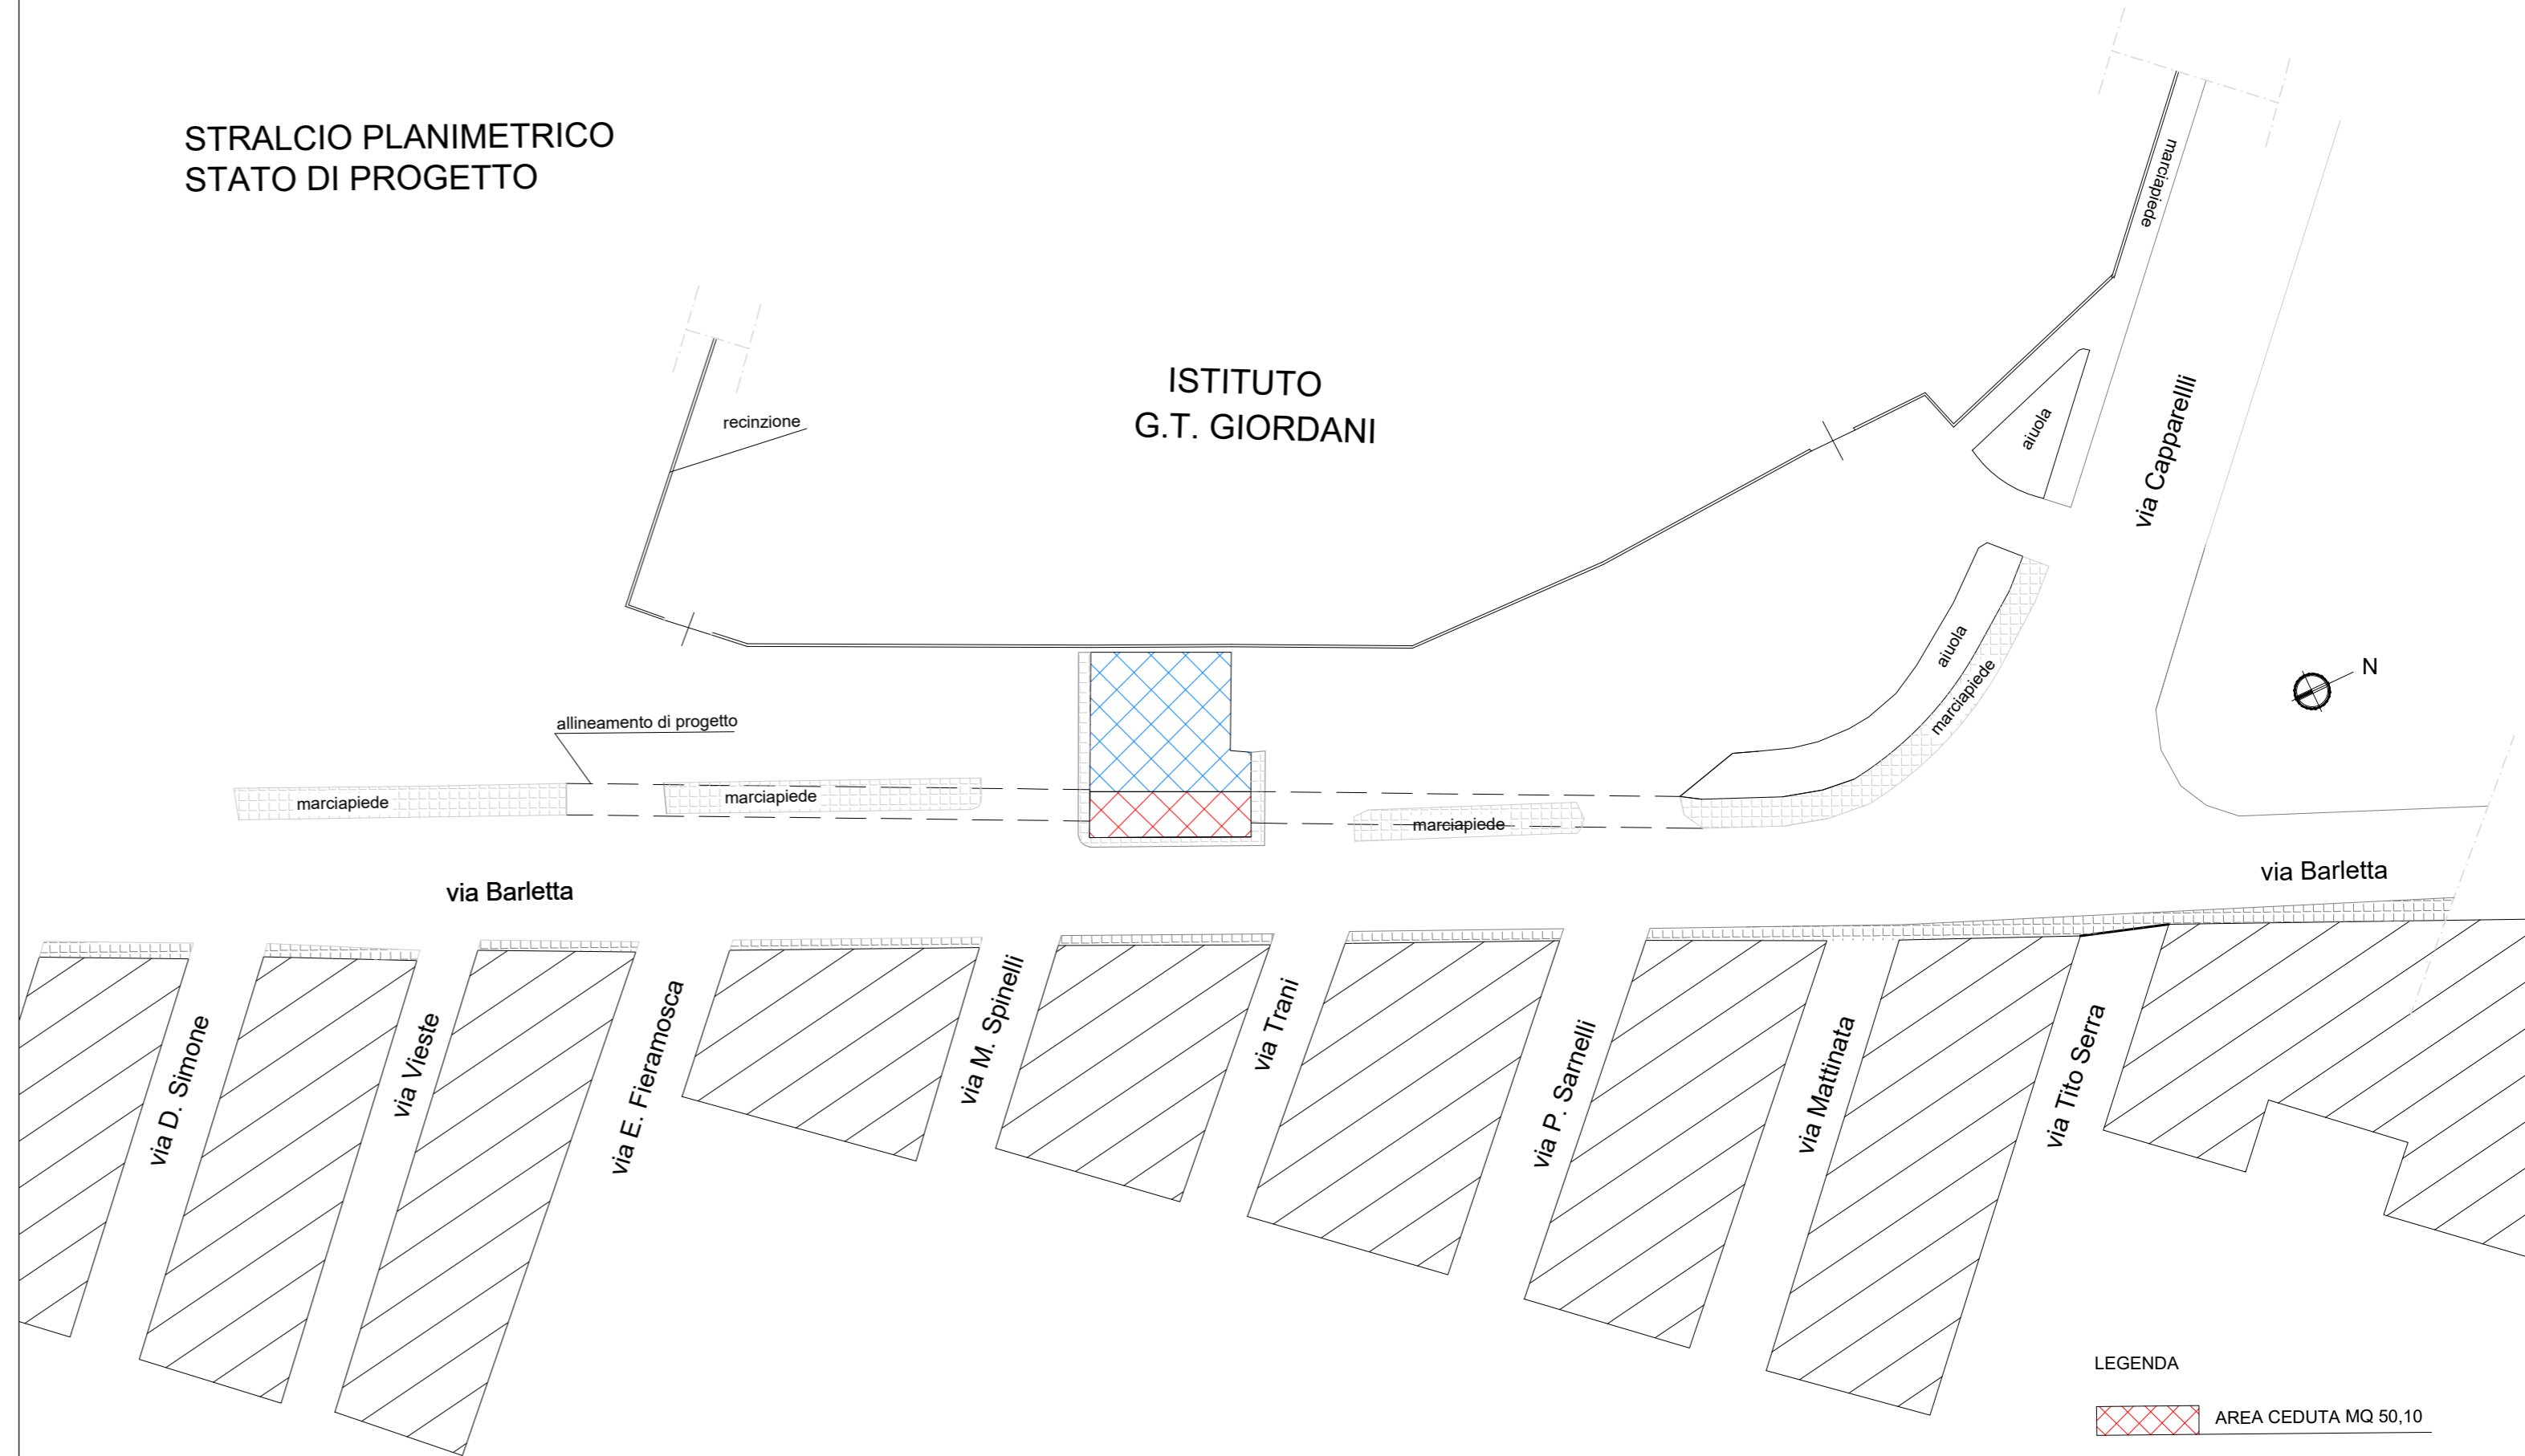 STRALCIO PLANIMETRICO
STATO DI PROGETTO
marciapiede
ISTITUTO
G.T. GIORDANI
recinzione
aiuola
via Capparelli
aiuola
marciapiede
N
allineamento di progetto
marciapiede
marciapiede
marciapiede
via Barletta
via Barletta
via D. Simone
via Vieste
via E. Fieramosca
via M. Spinelli
via Trani
via P. Sarnelli
via Mattinata
via Tito Serra
LEGENDA
AREA CEDUTA MQ 50,10